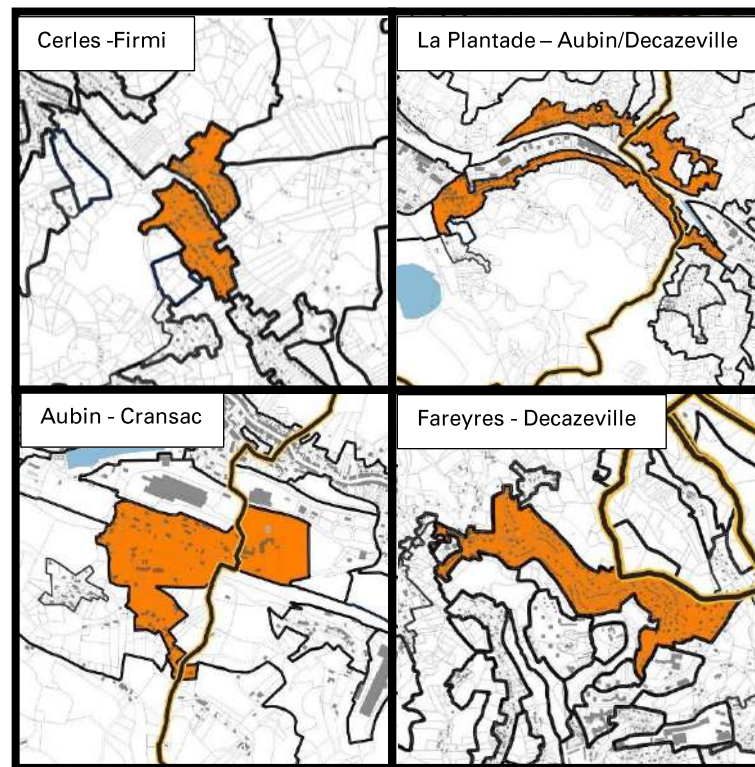 Cerles -Firmi
La Plantade – Aubin/Decazeville
Aubin - Cransac
Fareyres - Decazeville